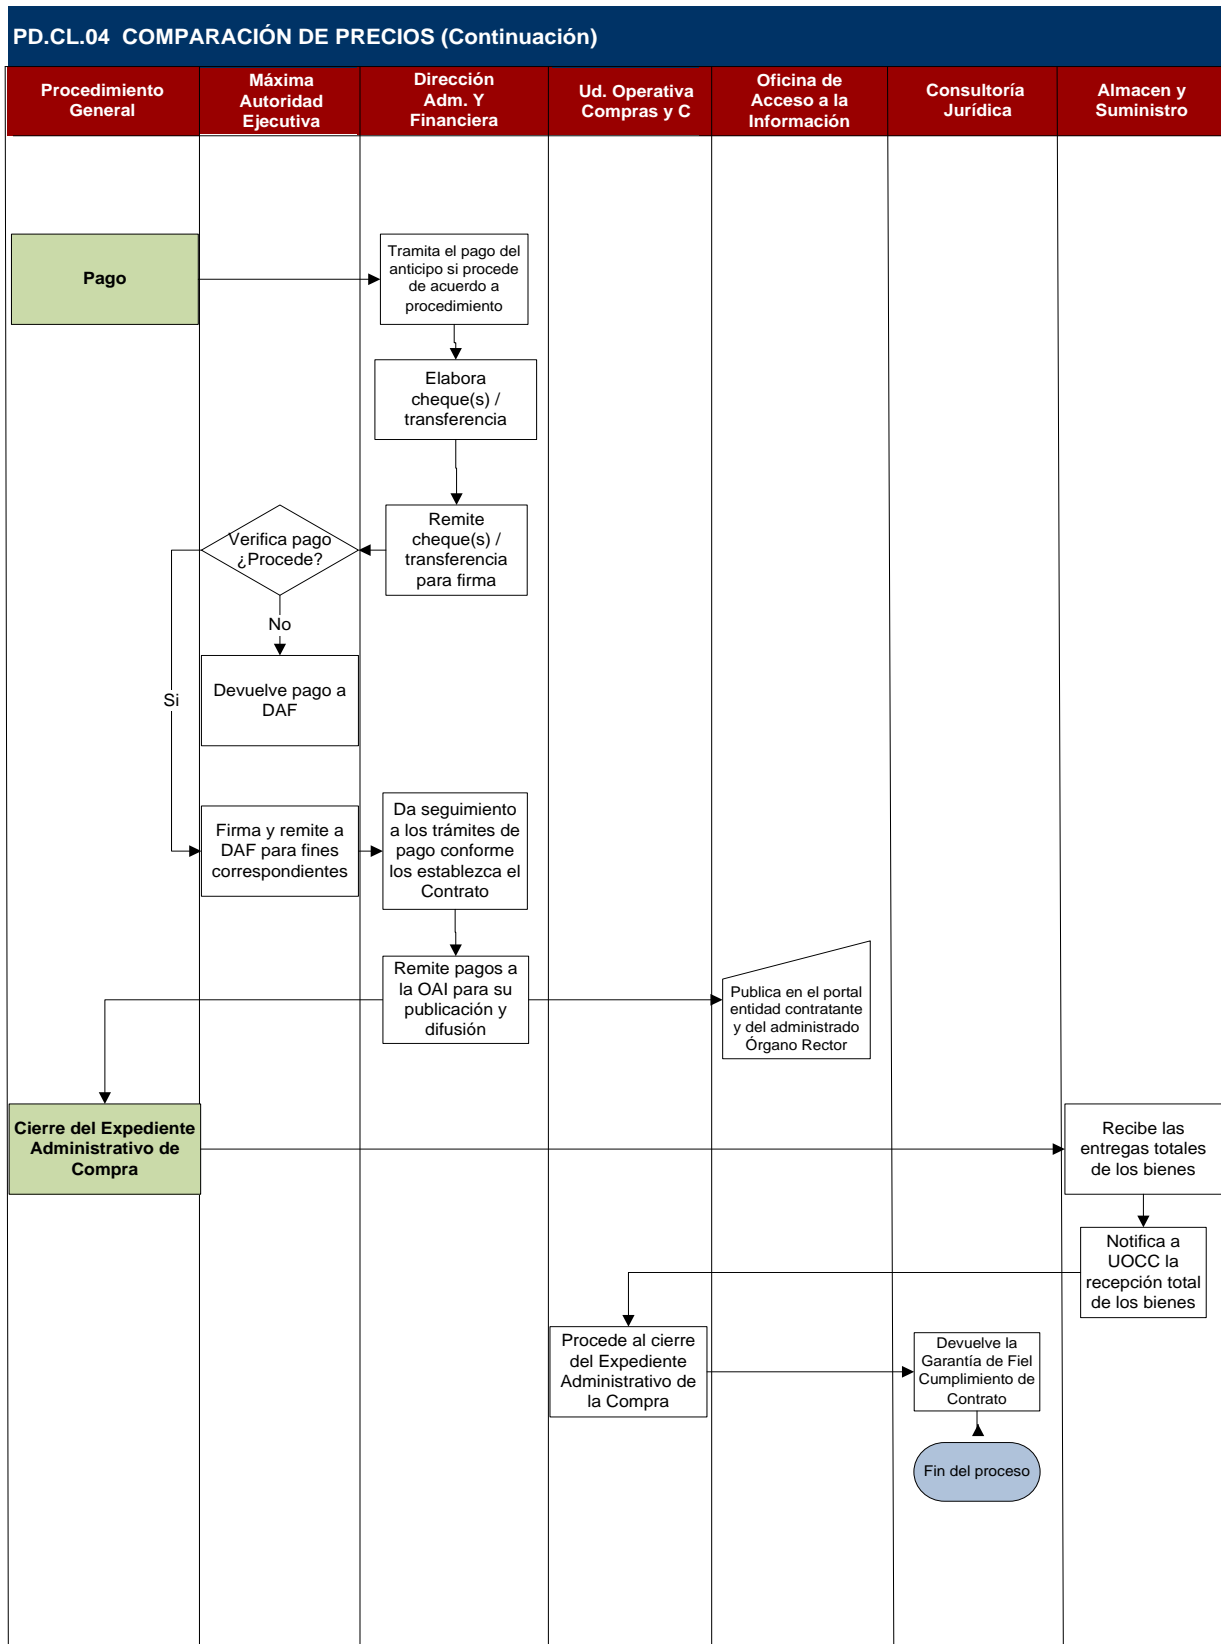 PD.CL.04 COMPARACIÓN DE PRECIOS (Continuación)
Procedimiento
General
Máxima
Autoridad
Ejecutiva
Dirección
Adm. Y
Financiera
Ud. Operativa
Compras y C
Oficina de
Acceso a la
Información
Consultoría
Jurídica
Almacen y
Suministro
Pago
Tramita el pago del
anticipo si procede
de acuerdo a
procedimiento
Elabora
cheque(s) /
transferencia
Remite
cheque(s) /
transferencia
para firma
Verifica pago
¿Procede?
No
Si
Devuelve pago a
DAF
Firma y remite a
DAF para fines
correspondientes
Da seguimiento
a los trámites de
pago conforme
los establezca el
Contrato
Remite pagos a
la OAI para su
publicación y
difusión
Publica en el portal
entidad contratante
y del administrado
Órgano Rector
Cierre del Expediente
Administrativo de
Compra
Recibe las
entregas totales
de los bienes
Notifica a
UOCC la
recepción total
de los bienes
Procede al cierre
del Expediente
Administrativo de
la Compra
Devuelve la
Garantía de Fiel
Cumplimiento de
Contrato
Fin del proceso